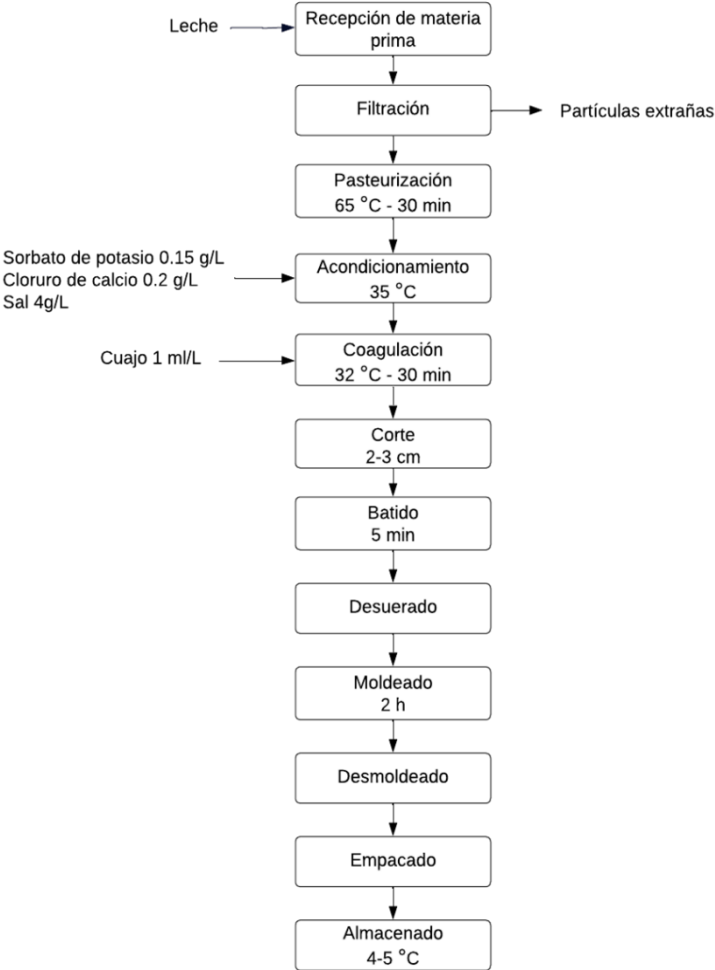 Leche
Recepción de materia
prima
Filtración
Partículas extrañas
Pasteurización
65 °C - 30 min
Sorbato de potasio 0.15 g/L
Cloruro de calcio 0.2 g/L
Sal 4g/L
Acondicionamiento
35 °C
Cuajo 1 ml/L
Coagulación
32 °C - 30 min
Corte
2-3 cm
Batido
5 min
Desuerado
Moldeado
2 h
Desmoldeado
Empacado
Almacenado
4-5 °C